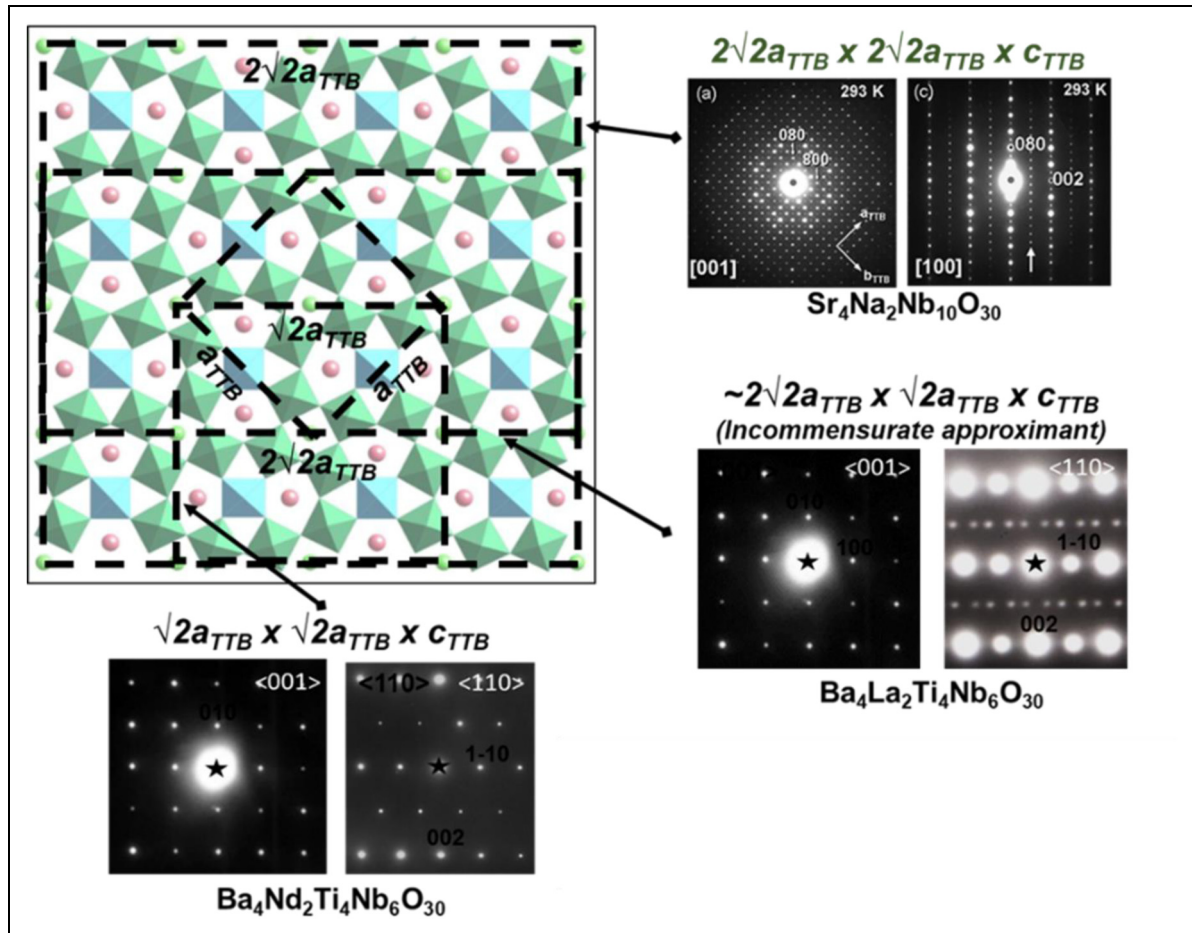 2√2a_TTB
√2a_TTB
a_TTB
a_TTB
2√2a_TTB
2√2a_TTB x 2√2a_TTB x c_TTB
(a)
293 K
080
800
a_TTB
b_TTB
[001]
(c)
293 K
080
002
[100]
Sr₄Na₂Nb₁₀O₃₀
~2√2a_TTB x √2a_TTB x c_TTB
(Incommensurate approximant)
<001>
010
100
<110>
1-10
002
Ba₄La₂Ti₄Nb₆O₃₀
√2a_TTB x √2a_TTB x c_TTB
<001>
010
<110>
<110>
1-10
002
Ba₄Nd₂Ti₄Nb₆O₃₀